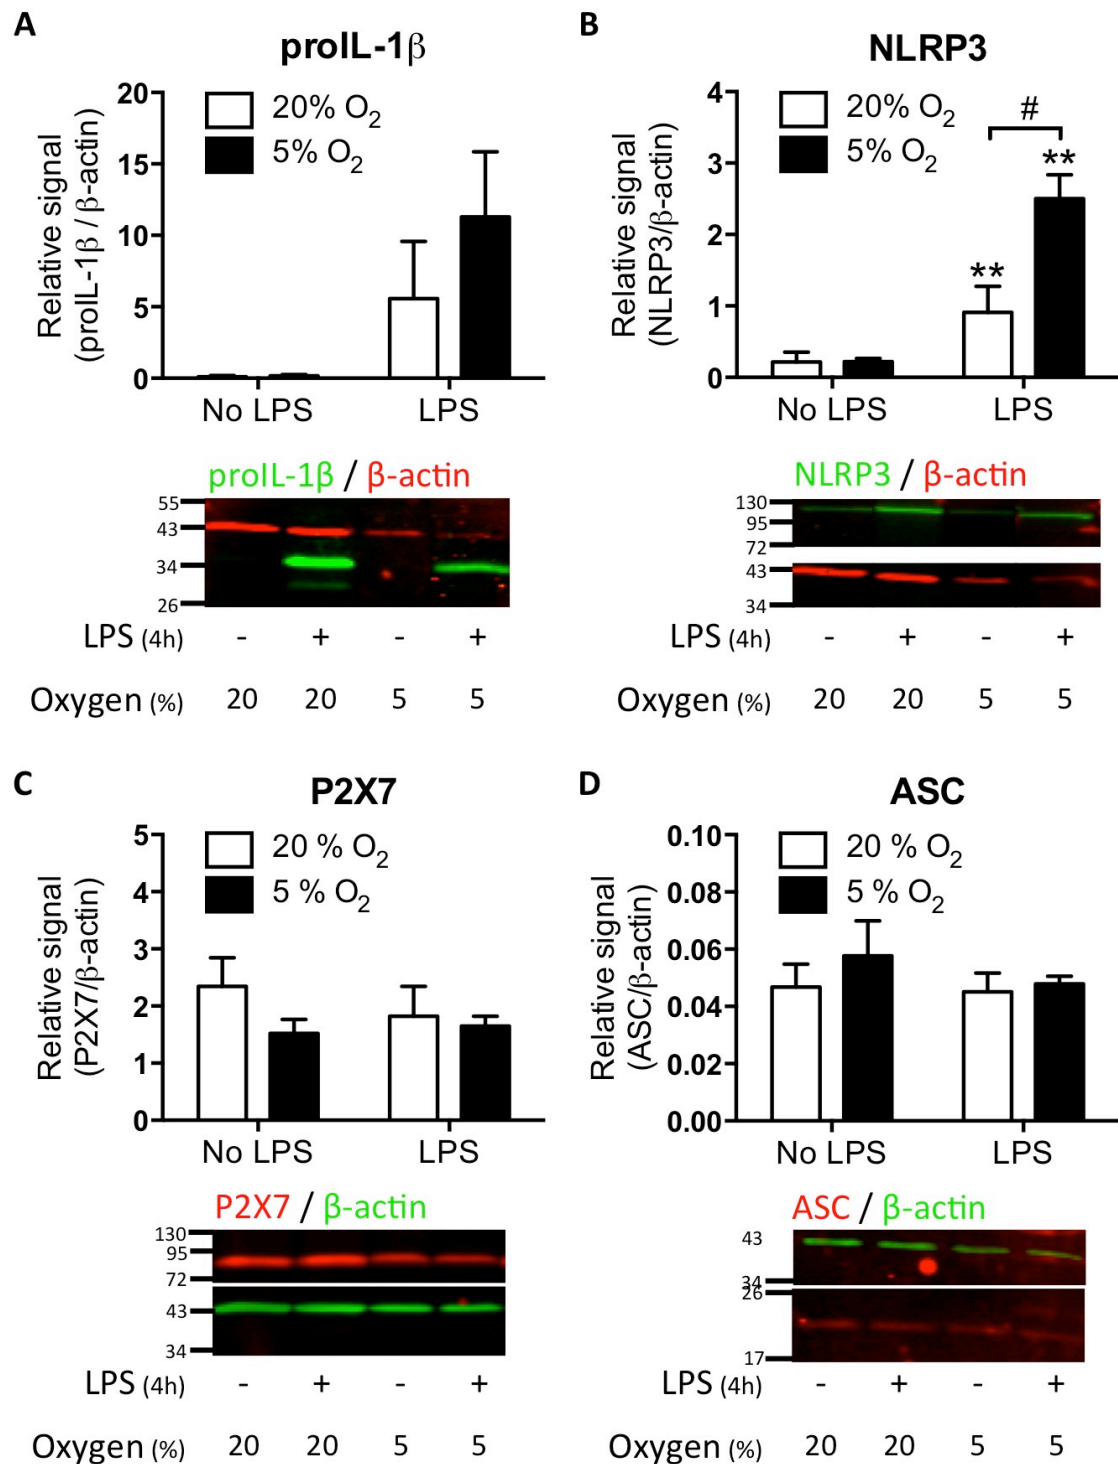 A
proIL-1β
20
15
10
5
0
Relative signal
(proIL-1β / β-actin)
20% O2
5% O2
No LPS
LPS
proIL-1β / β-actin
55
43
34
26
LPS (4h) - + - +
Oxygen (%) 20 20 5 5
B
NLRP3
4
3
2
1
0
Relative signal
(NLRP3/β-actin)
20% O2
5% O2
#
**
**
No LPS
LPS
NLRP3 / β-actin
130
95
72
43
34
LPS (4h) - + - +
Oxygen (%) 20 20 5 5
C
P2X7
5
4
3
2
1
0
Relative signal
(P2X7/β-actin)
20 % O2
5 % O2
No LPS
LPS
P2X7 / β-actin
130
95
72
43
34
LPS (4h) - + - +
Oxygen (%) 20 20 5 5
D
ASC
0.10
0.08
0.06
0.04
0.02
0.00
Relative signal
(ASC/β-actin)
20 % O2
5 % O2
No LPS
LPS
ASC / β-actin
43
34
26
17
LPS (4h) - + - +
Oxygen (%) 20 20 5 5